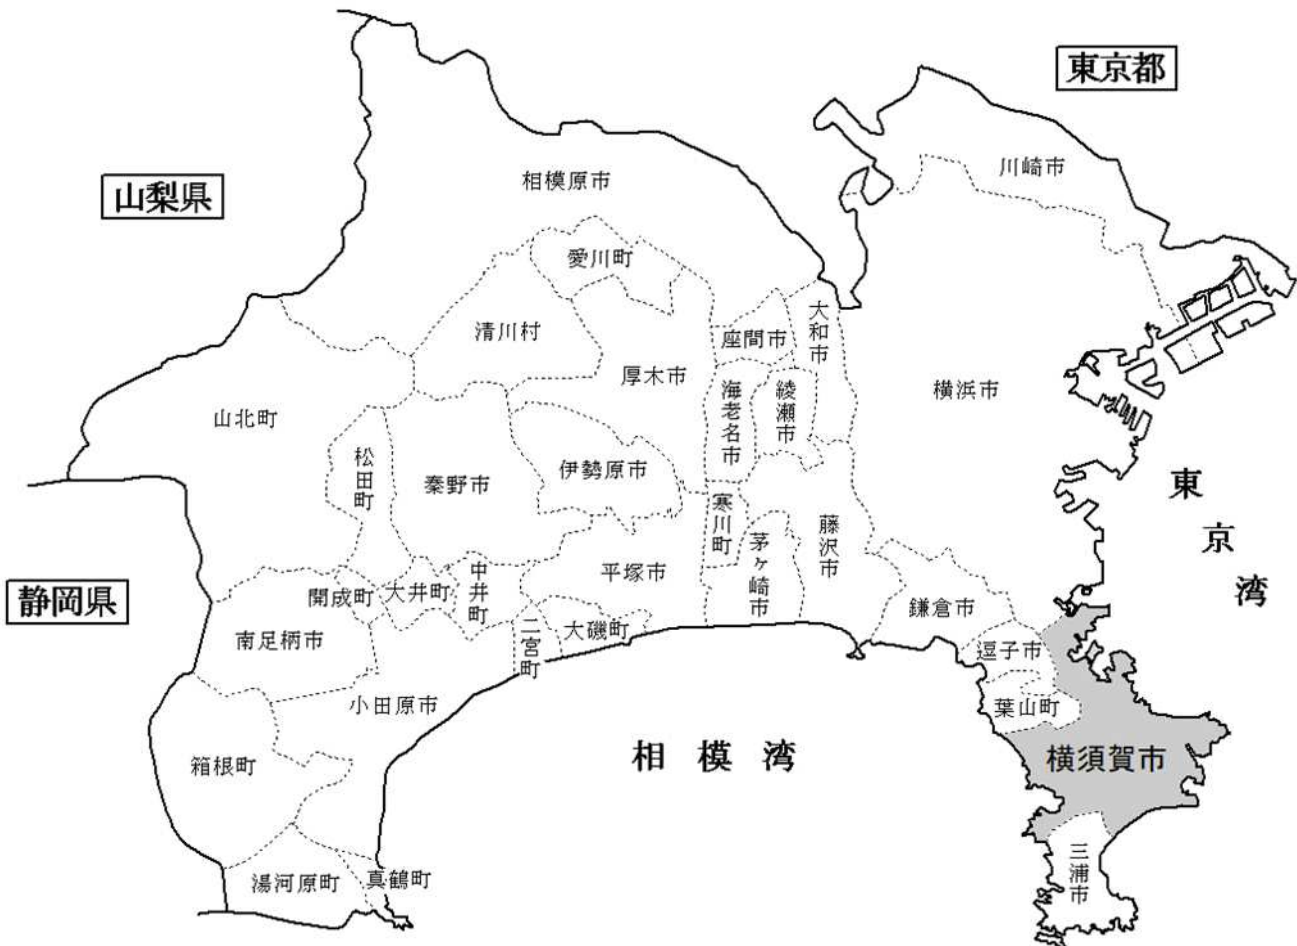 東京都
川崎市
相模原市
山梨県
愛川町
大和市
清川村
座間市
厚木市
海老名市
綾瀬市
横浜市
山北町
松田町
秦野市
伊勢原市
寒川町
茅ヶ崎市
藤沢市
東京湾
静岡県
開成町
大井町
中井町
平塚市
鎌倉市
南足柄市
二宮町
大磯町
逗子市
小田原市
葉山町
箱根町
相模湾
横須賀市
湯河原町
真鶴町
三浦市